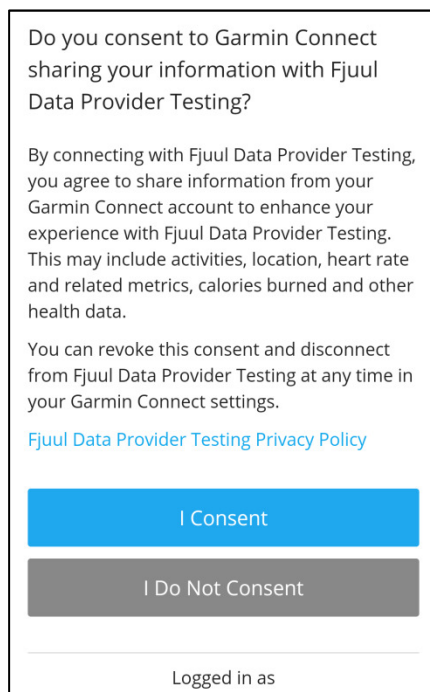 Do you consent to Garmin Connect
sharing your information with Fjuul
Data Provider Testing?
By connecting with Fjuul Data Provider Testing,
you agree to share information from your
Garmin Connect account to enhance your
experience with Fjuul Data Provider Testing.
This may include activities, location, heart rate
and related metrics, calories burned and other
health data.
You can revoke this consent and disconnect
from Fjuul Data Provider Testing at any time in
your Garmin Connect settings.
Fjuul Data Provider Testing Privacy Policy
I Consent
I Do Not Consent
Logged in as